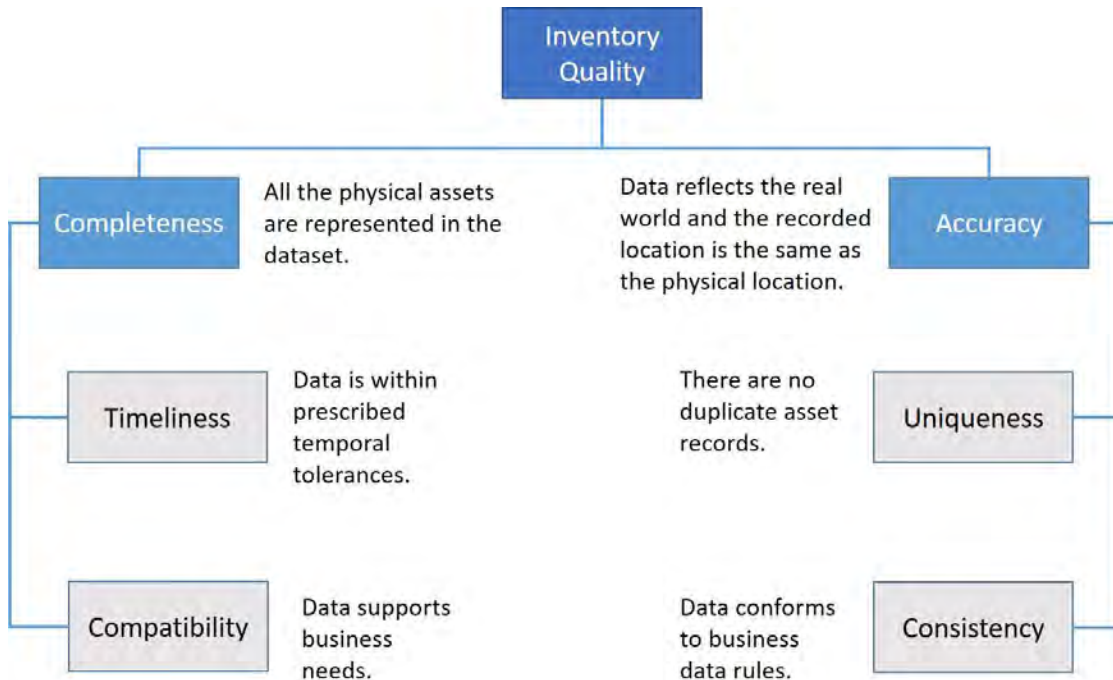 Inventory
Quality
Completeness
All the physical assets
are represented in the
dataset.
Data reflects the real
world and the recorded
location is the same as
the physical location.
Accuracy
Timeliness
Data is within
prescribed
temporal
tolerances.
There are no
duplicate asset
records.
Uniqueness
Compatibility
Data supports
business
needs.
Data conforms
to business
data rules.
Consistency